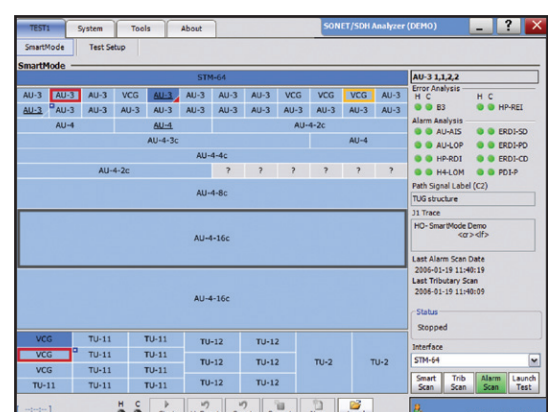 TEST1 System Tools About SONET/SDH Analyzer (DEMO) _ ? X
SmartMode Test Setup
SmartMode
STM-64
AU-3 AU-3 AU-3 VCG AU-3 AU-3 AU-3 AU-3 VCG VCG VCG AU-3
AU-3 AU-3 AU-3 AU-3 AU-3 AU-3 AU-3 AU-3 AU-3 AU-3 AU-3 AU-3
AU-4 AU-4 AU-4-2c
AU-4-3c AU-4
AU-4-4c
AU-4-2c ? ? ? ? ? ?
AU-4-8c
AU-4-16c
AU-4-16c
VCG TU-11 TU-11 TU-12 TU-12 TU-2 TU-2
VCG TU-11 TU-11
VCG TU-11 TU-11 TU-12 TU-12
TU-11 TU-11 TU-11 TU-12 TU-12
AU-3 1,1,2,2
Error Analysis
H C H C
B3 HP-REI
Alarm Analysis
AU-AIS ERDI-SD
AU-LOP ERDI-PD
HP-RDI ERDI-CD
H4-LOM PDI-P
Path Signal Label (C2)
TUG structure
J1 Trace
HO- SmartMode Demo
<cr><lf>
Last Alarm Scan Date
2006-01-19 11:40:19
Last Tributary Scan
2006-01-19 11:40:09
Status
Stopped
Interface
STM-64
Smart Scan
Trib Scan
Alarm Scan
Launch Test
H C